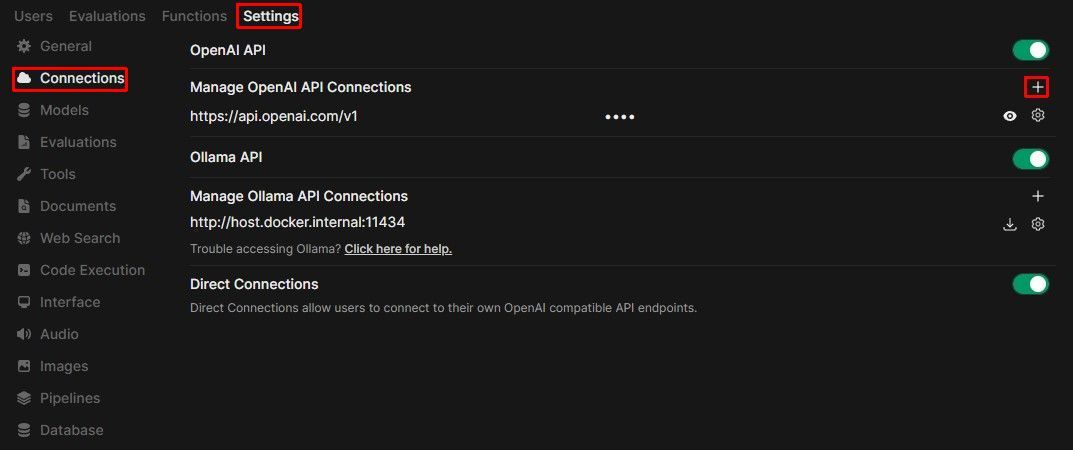 Users Evaluations Functions Settings
General
Connections
Models
Evaluations
Tools
Documents
Web Search
Code Execution
Interface
Audio
Images
Pipelines
Database
OpenAI API
Manage OpenAI API Connections
https://api.openai.com/v1 ••••
Ollama API
Manage Ollama API Connections
http://host.docker.internal:11434
Trouble accessing Ollama? Click here for help.
Direct Connections
Direct Connections allow users to connect to their own OpenAI compatible API endpoints.